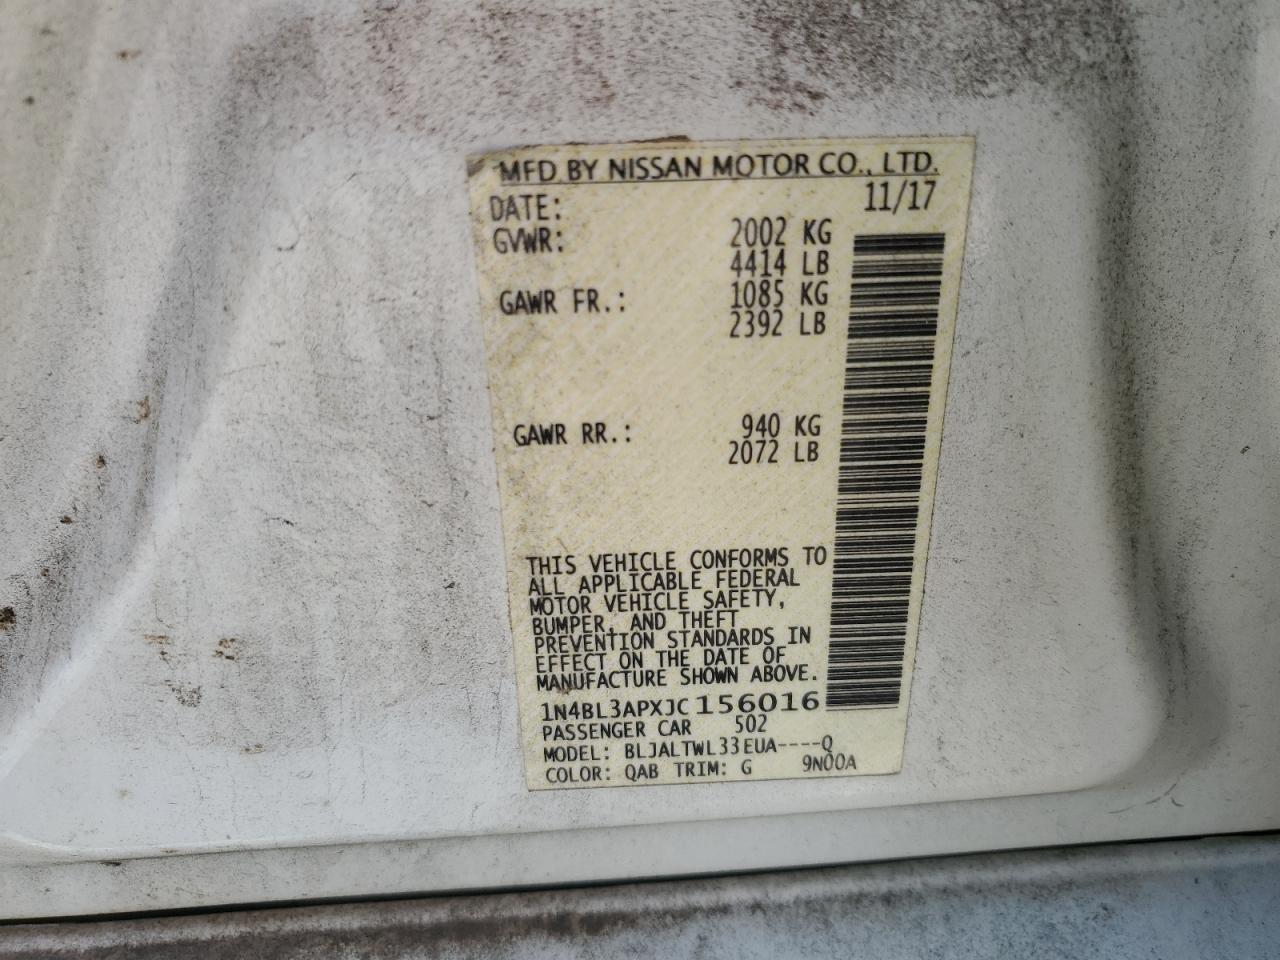 MFD BY NISSAN MOTOR CO., LTD.
DATE: 11/17
GVWR: 2002 KG
4414 LB
GAWR FR.: 1085 KG
2392 LB
GAWR RR.: 940 KG
2072 LB
THIS VEHICLE CONFORMS TO
ALL APPLICABLE FEDERAL
MOTOR VEHICLE SAFETY,
BUMPER, AND THEFT
PREVENTION STANDARDS IN
EFFECT ON THE DATE OF
MANUFACTURE SHOWN ABOVE.
1N4BL3APXJC156016
PASSENGER CAR 502
MODEL: BLJALTWL33EUA----Q
COLOR: QAB TRIM: G 9N00A